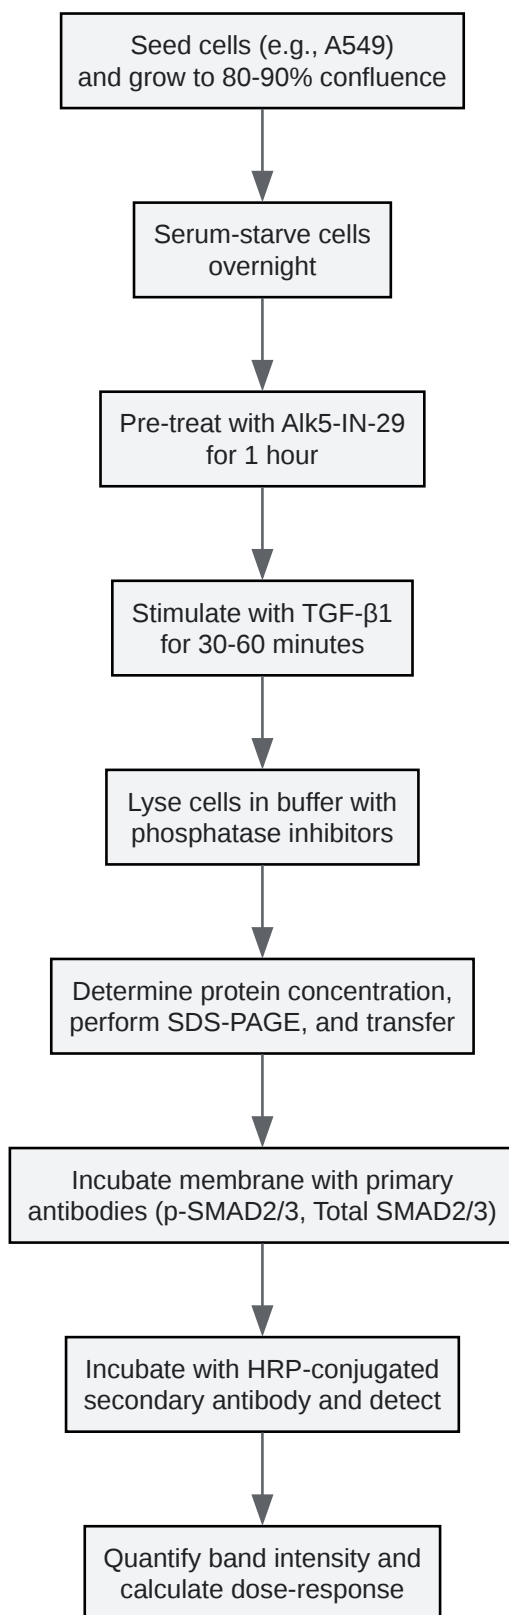 Seed cells (e.g., A549)
and grow to 80-90% confluence
Serum-starve cells
overnight
Pre-treat with Alk5-IN-29
for 1 hour
Stimulate with TGF-β1
for 30-60 minutes
Lyse cells in buffer with
phosphatase inhibitors
Determine protein concentration,
perform SDS-PAGE, and transfer
Incubate membrane with primary
antibodies (p-SMAD2/3, Total SMAD2/3)
Incubate with HRP-conjugated
secondary antibody and detect
Quantify band intensity and
calculate dose-response